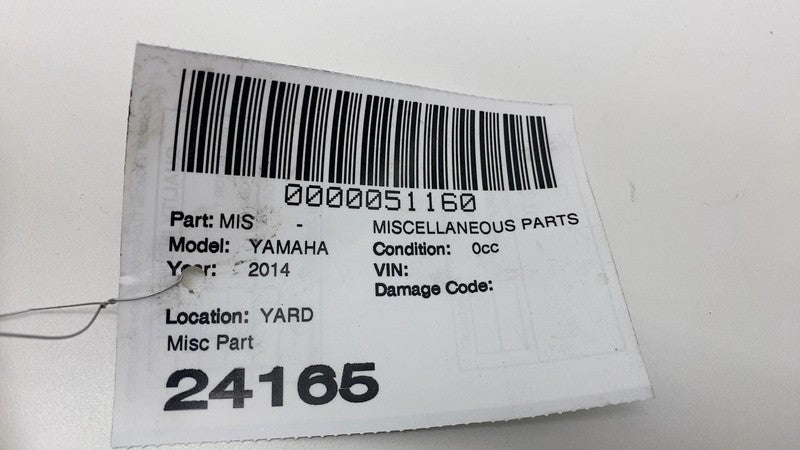 0000051160
Part: MIS - MISCELLANEOUS PARTS
Model: YAMAHA Condition: 0cc
Year: 2014 VIN:
Damage Code:
Location: YARD
Misc Part
24165